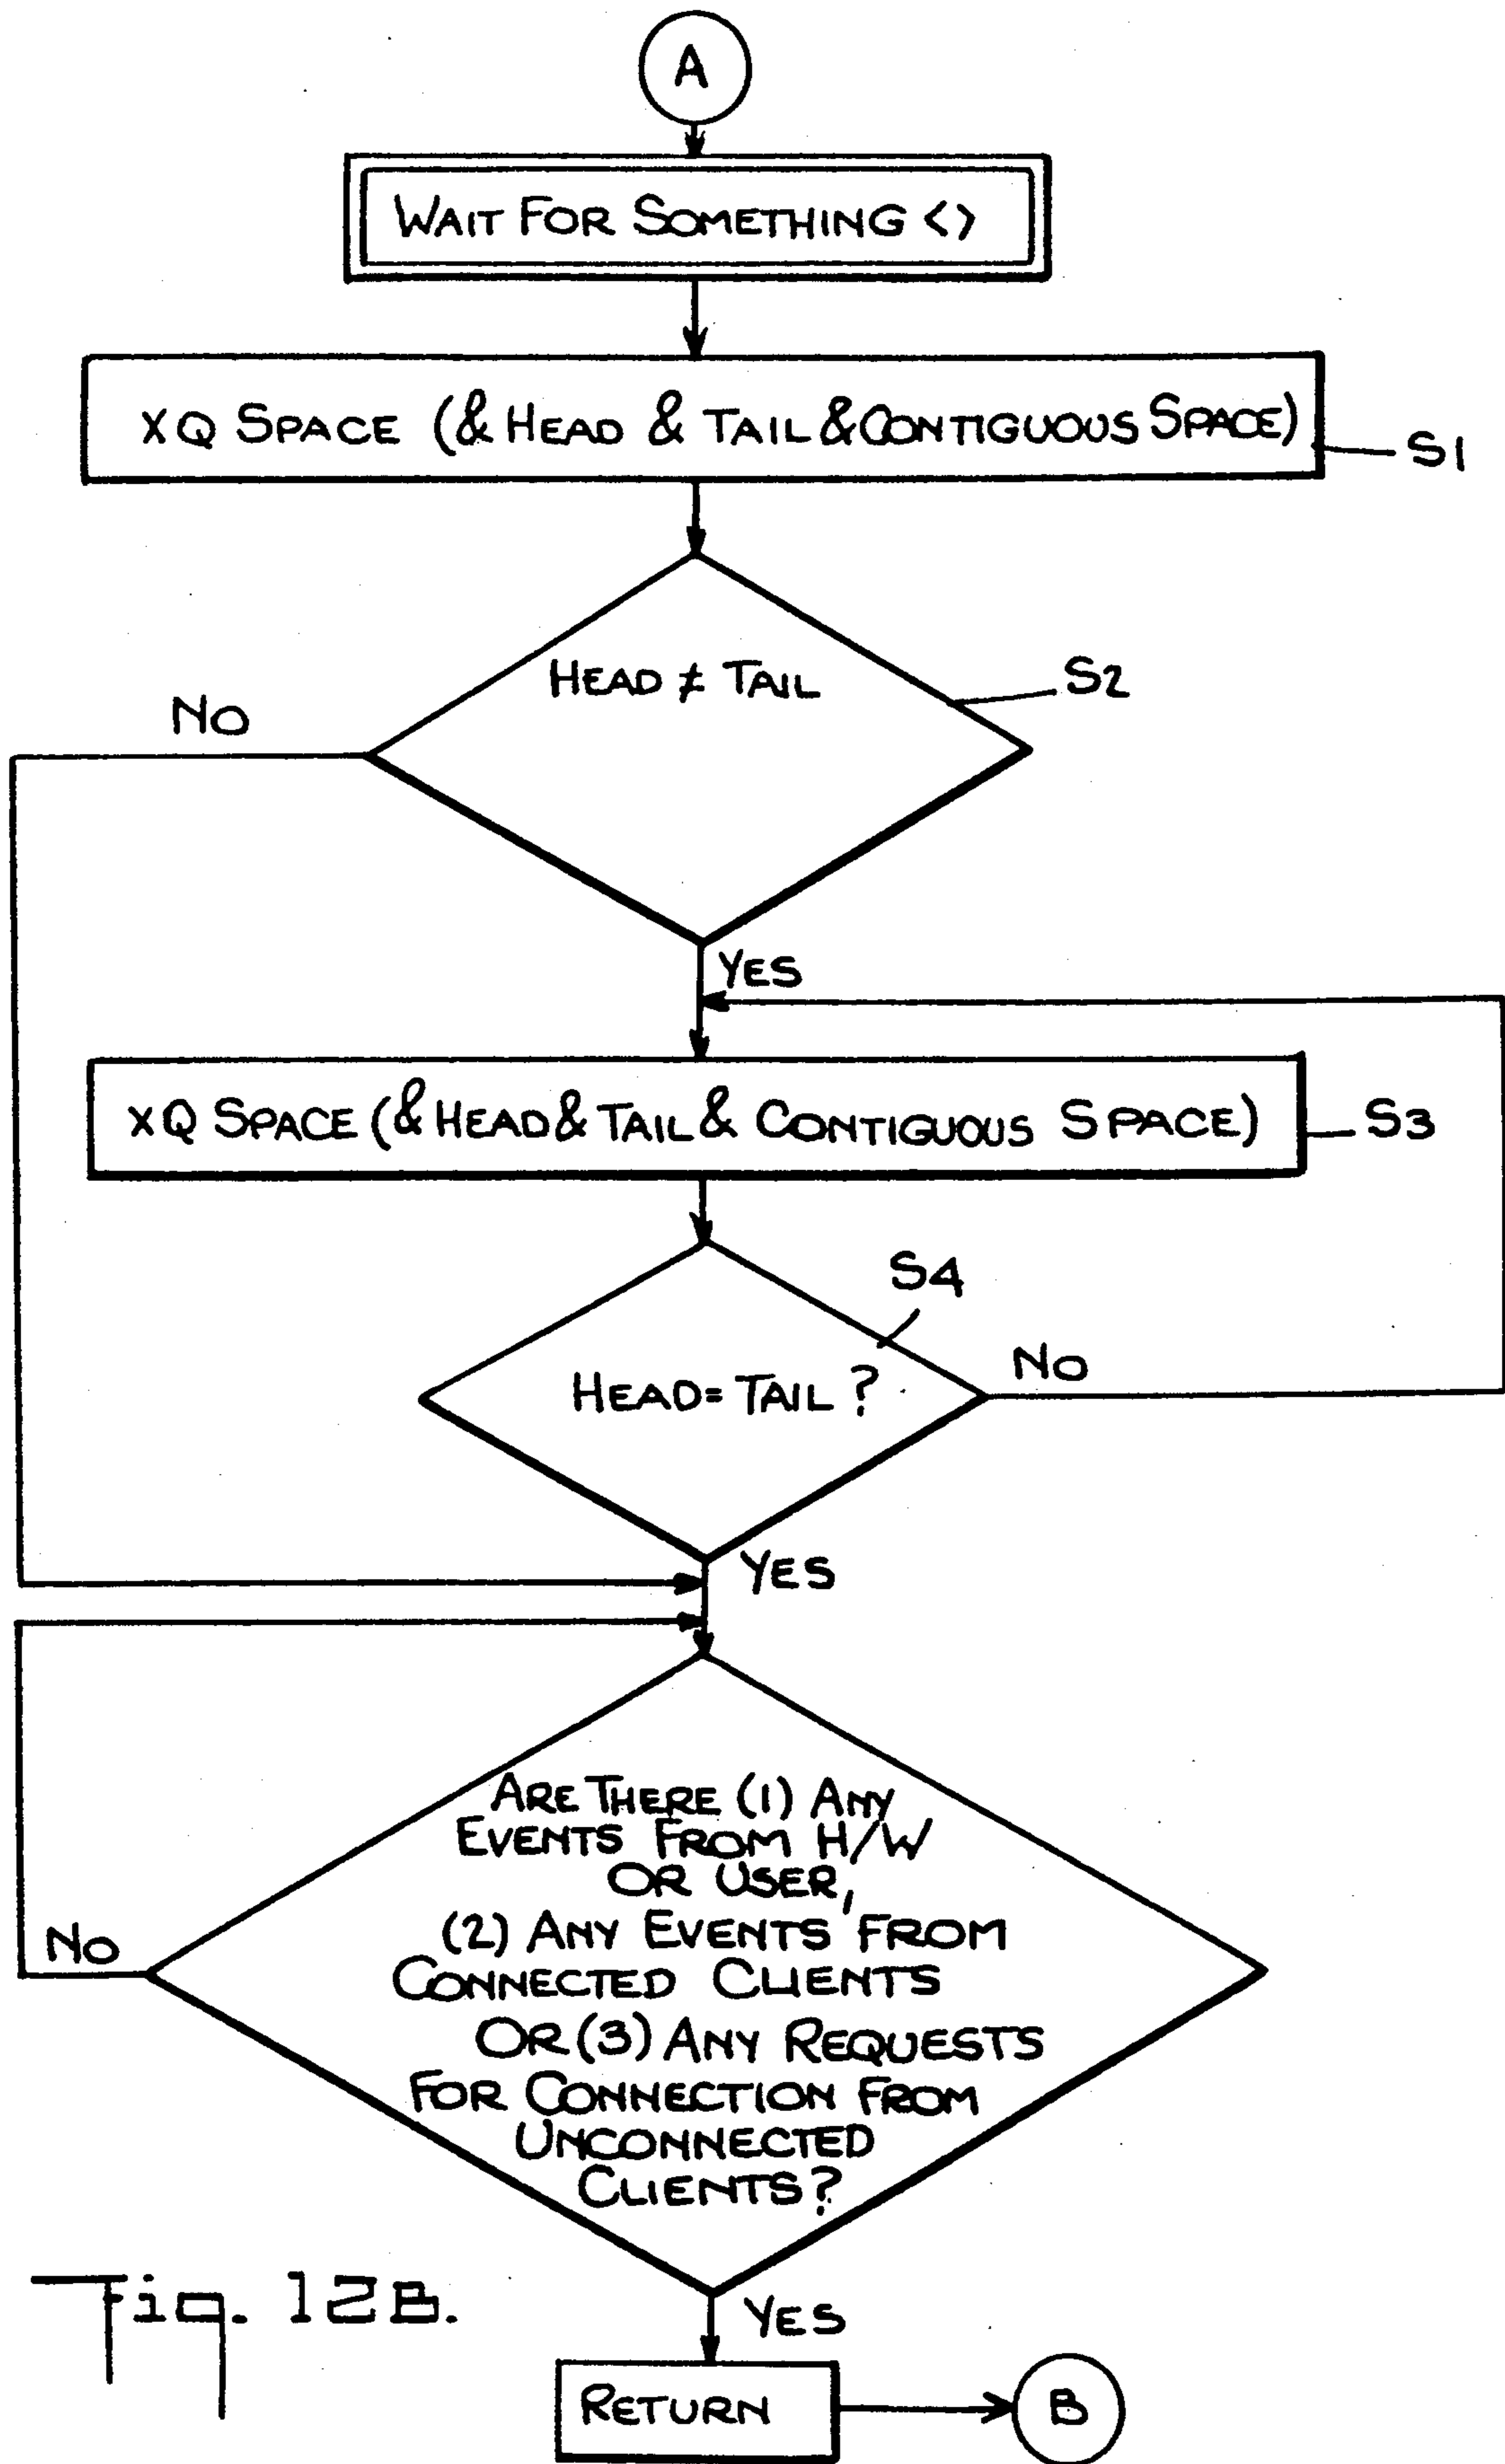 A
WAIT FOR SOMETHING <>
XQ SPACE (& HEAD & TAIL & CONTIGUOUS SPACE)
S1
HEAD ≠ TAIL
S2
NO
YES
XQ SPACE (& HEAD & TAIL & CONTIGUOUS SPACE)
S3
S4
HEAD = TAIL ?
NO
YES
ARE THERE (1) ANY
EVENTS FROM H/W
OR USER,
(2) ANY EVENTS FROM
CONNECTED CLIENTS
OR (3) ANY REQUESTS
FOR CONNECTION FROM
UNCONNECTED
CLIENTS?
NO
YES
RETURN
B
Fig. 12B.